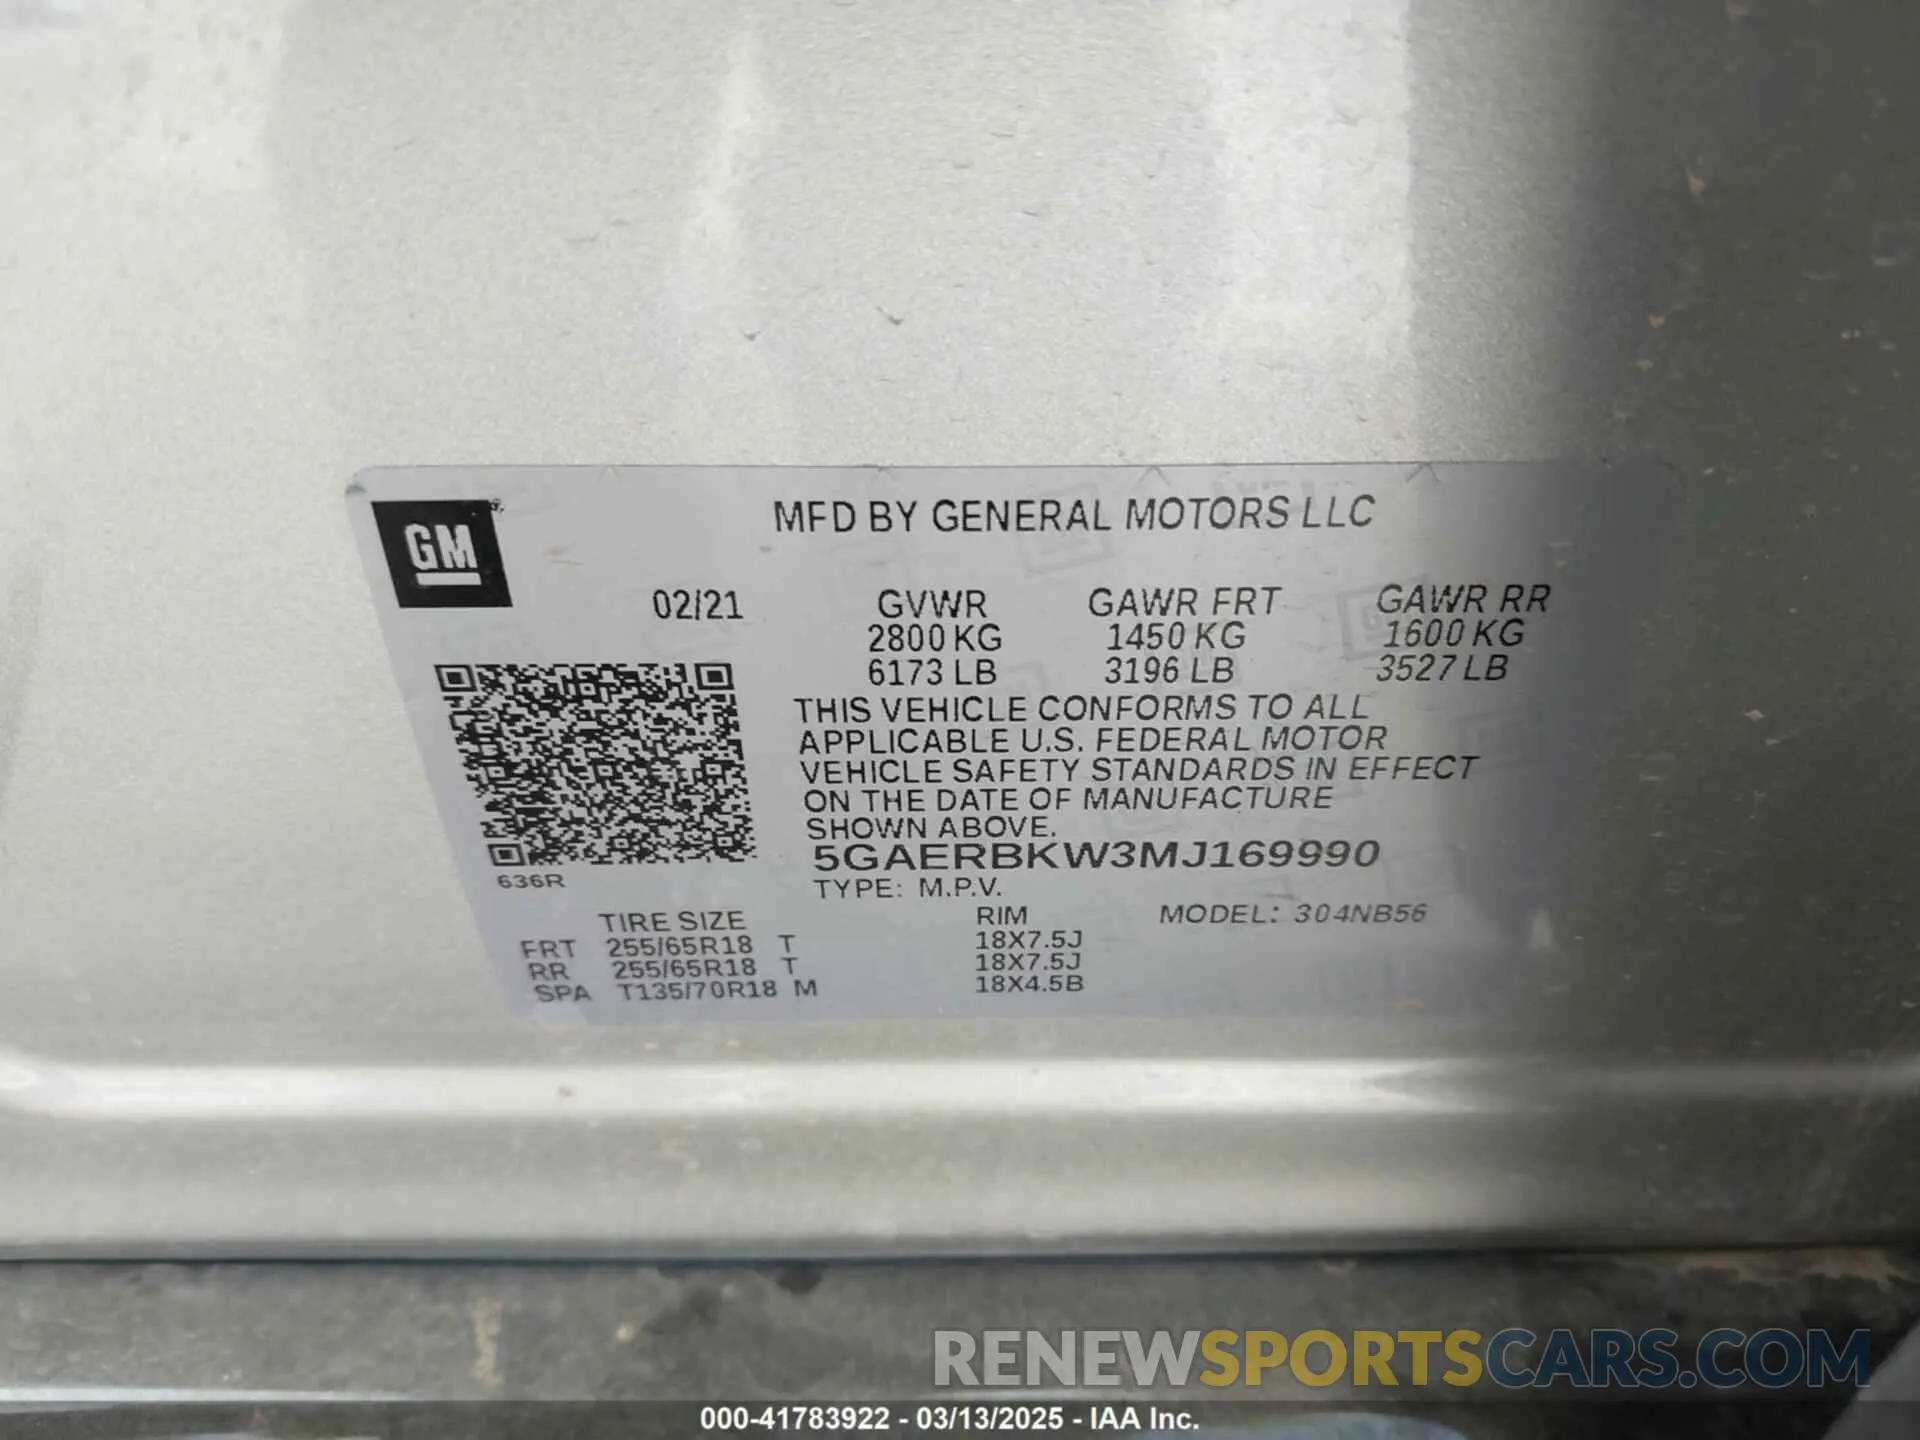 GM
MFD BY GENERAL MOTORS LLC
02/21 GVWR GAWR FRT GAWR RR
2800 KG 1450 KG 1600 KG
6173 LB 3196 LB 3527 LB
THIS VEHICLE CONFORMS TO ALL
APPLICABLE U.S. FEDERAL MOTOR
VEHICLE SAFETY STANDARDS IN EFFECT
ON THE DATE OF MANUFACTURE
SHOWN ABOVE.
5GAERBKW3MJ169990
636R
TYPE: M.P.V.
TIRE SIZE RIM MODEL: 304NB56
FRT 255/65R18 T 18X7.5J
RR 255/65R18 T 18X7.5J
SPA T135/70R18 M 18X4.5B
RENEWSPORTSCARS.COM
000-41783922 - 03/13/2025 - IAA Inc.